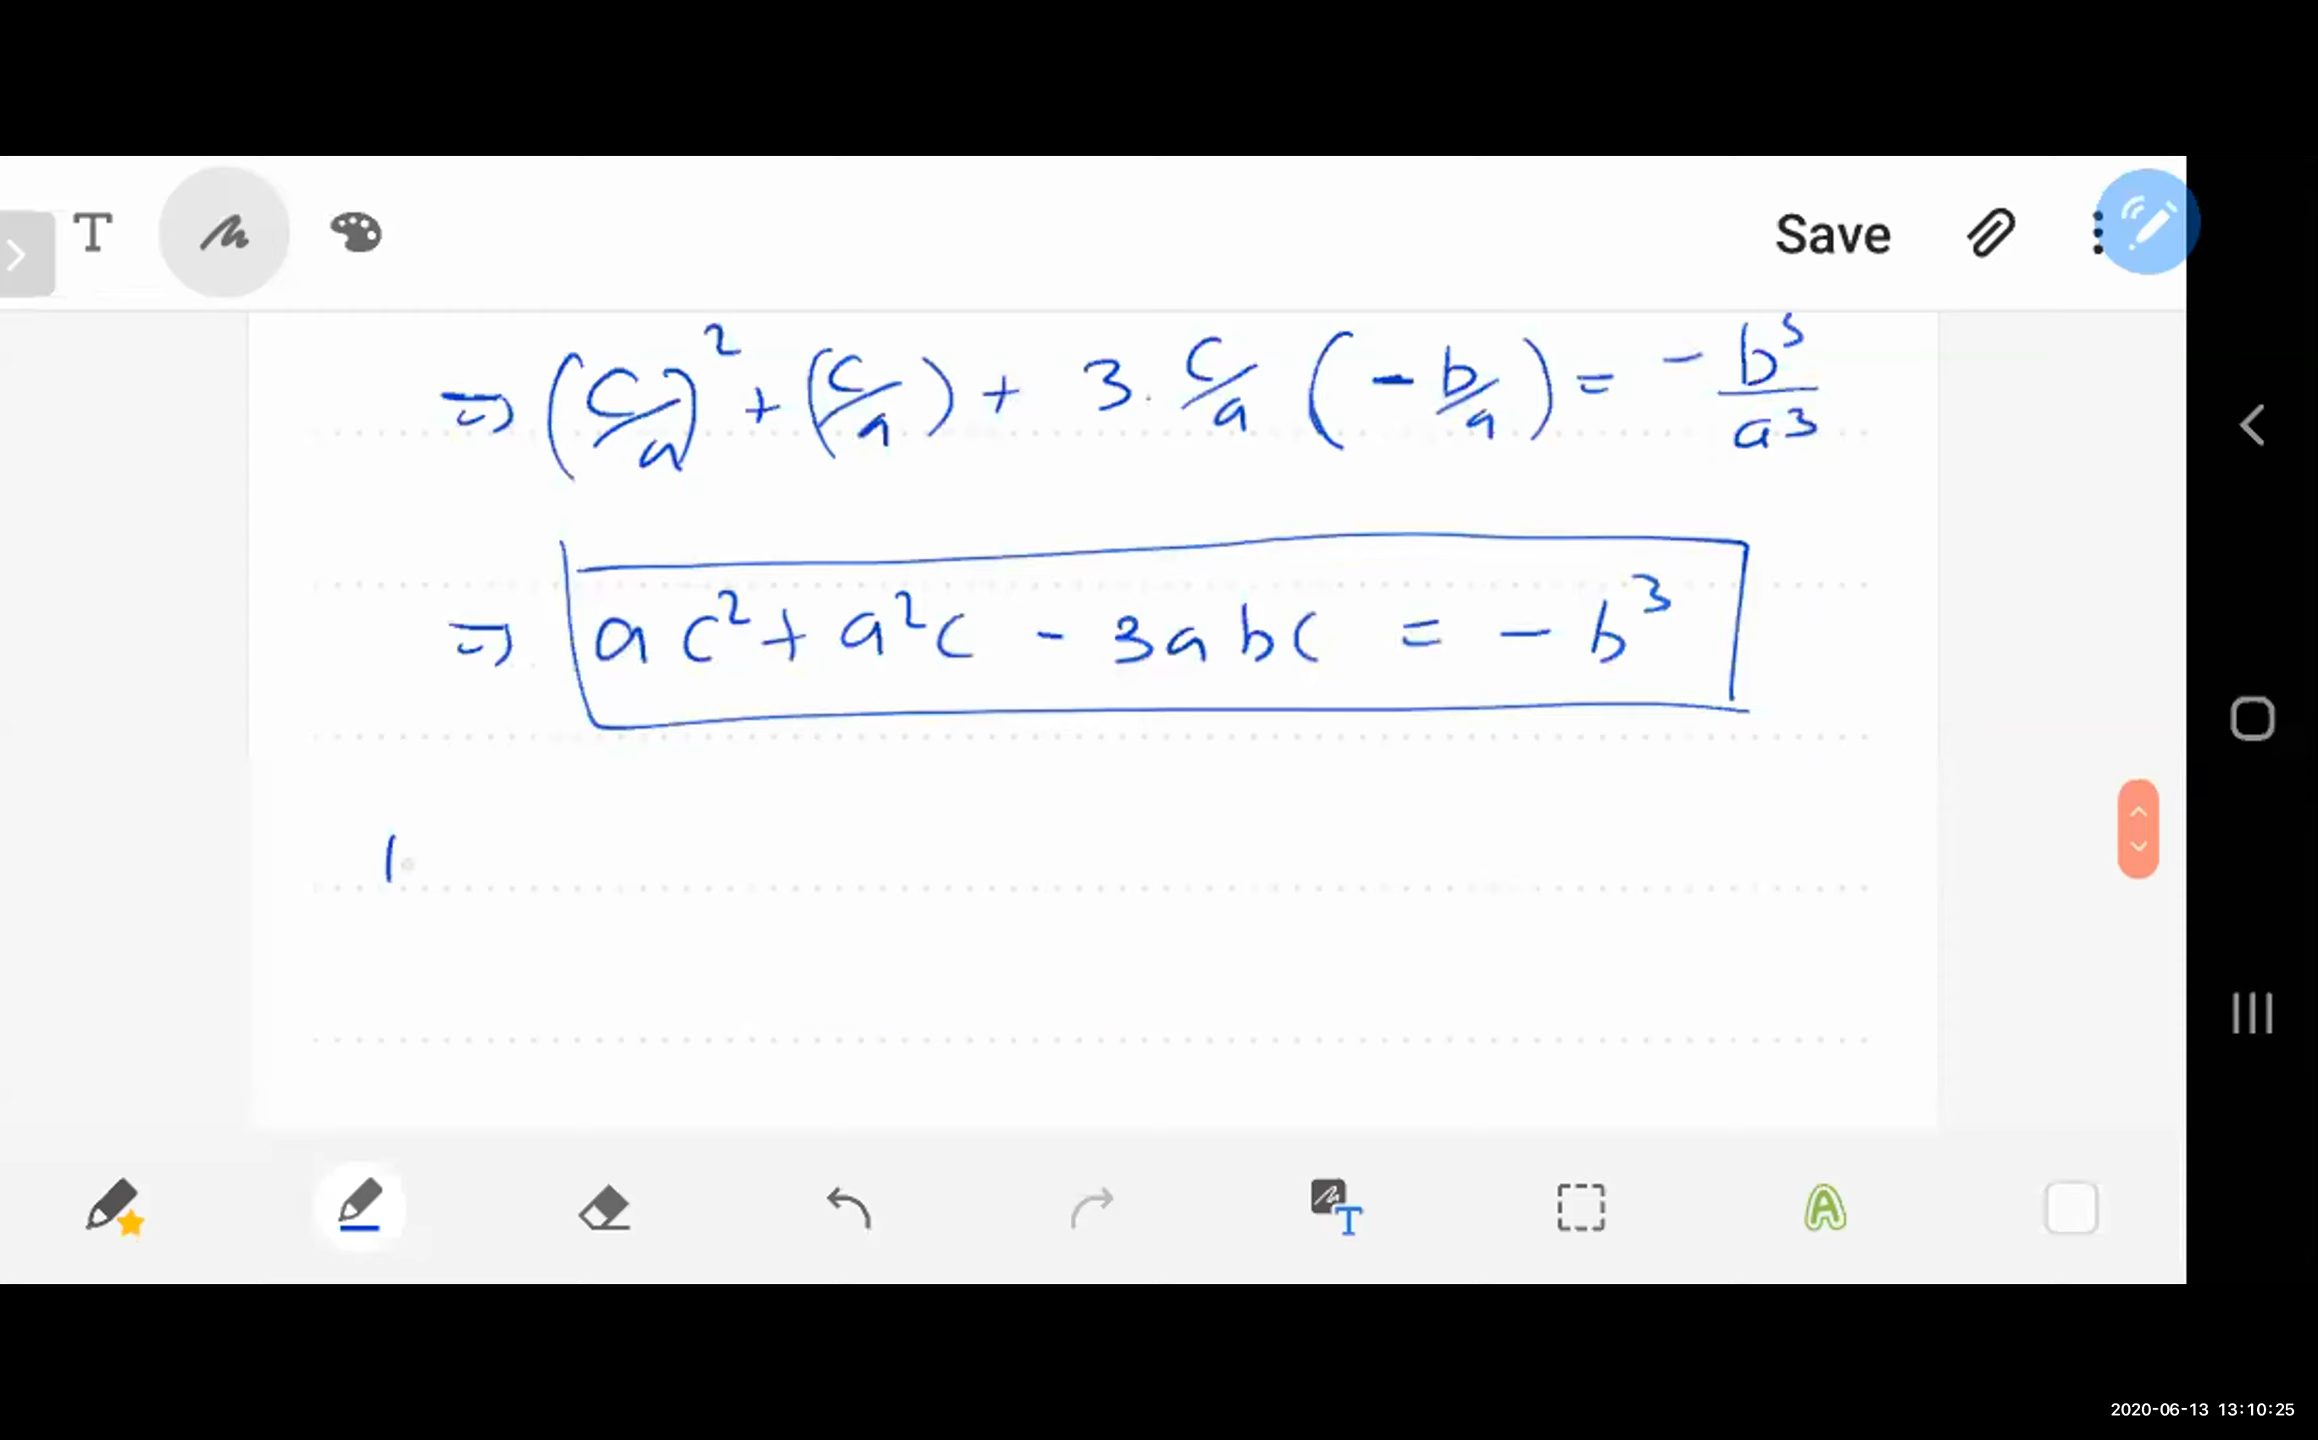 T
Save
⇒ (c/a)² + (c/a) + 3. c/a (-b/a) = -b³/a³
⇒ ac² + a²c - 3abc = -b³
T
A
2020-06-13 13:10:25